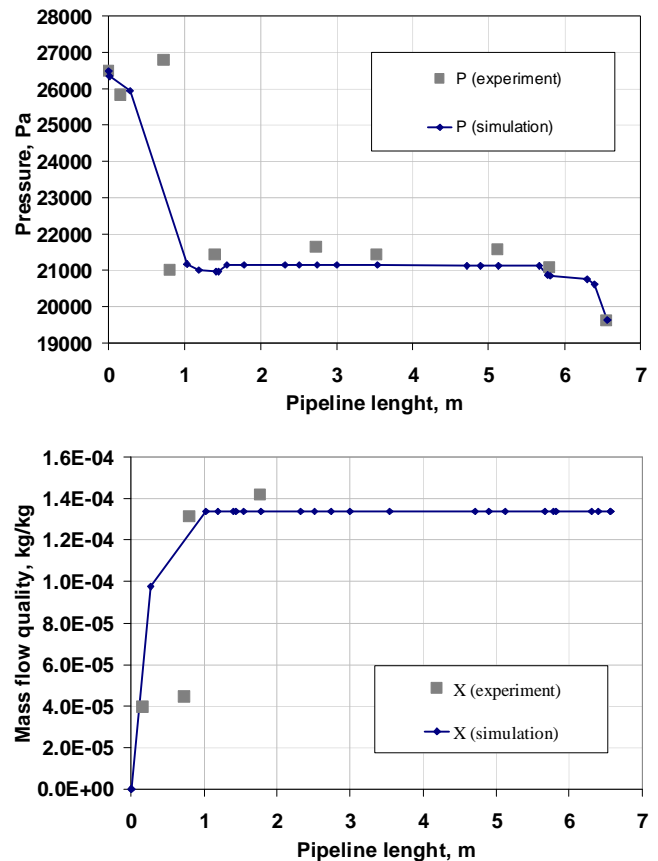 28000
27000
26000
25000
24000
23000
22000
21000
20000
19000
Pressure, Pa
P (experiment)
P (simulation)
0 1 2 3 4 5 6 7
Pipeline lenght, m
1.6E-04
1.4E-04
1.2E-04
1.0E-04
8.0E-05
6.0E-05
4.0E-05
2.0E-05
0.0E+00
Mass flow quality, kg/kg
X (experiment)
X (simulation)
0 1 2 3 4 5 6 7
Pipeline lenght, m